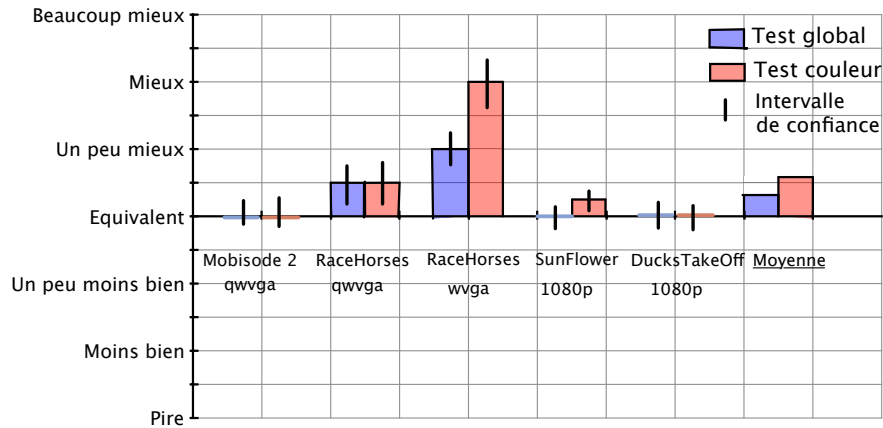 Beaucoup mieux
Mieux
Un peu mieux
Equivalent
Un peu moins bien
Moins bien
Pire
Test global
Test couleur
Intervalle
de confiance
Mobisode 2
qwvga
RaceHorses
qwvga
RaceHorses
wvga
SunFlower
1080p
DucksTakeOff
1080p
Moyenne